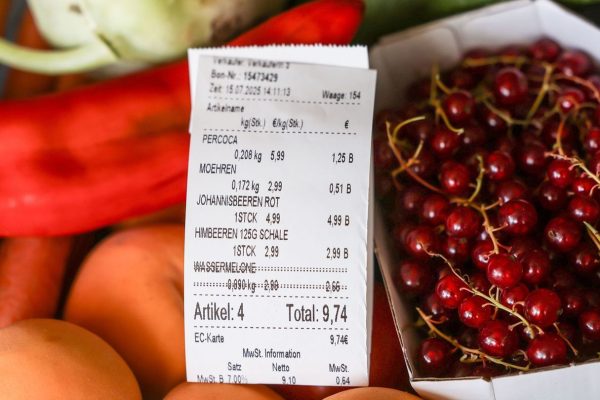 Verkäufer: Verkäuferin 3
Bon-Nr.: 15473429
Zeit: 15.07.2025 14:11:13 Waage: 154
Artikelname
kg(Stk.) €/kg(Stk.) €
PERCOCA
0,208 kg 5,99 1,25 B
MOEHREN
0,172 kg 2,99 0,51 B
JOHANNISBEEREN ROT
1STCK 4,99 4,99 B
HIMBEEREN 125G SCHALE
1STCK 2,99 2,99 B
WASSERMELONE
Artikel: 4 Total: 9,74
EC-Karte 9,74€
MwSt. Information
Satz Netto MwSt.
MwSt. B 7.00% 9,10 0,64